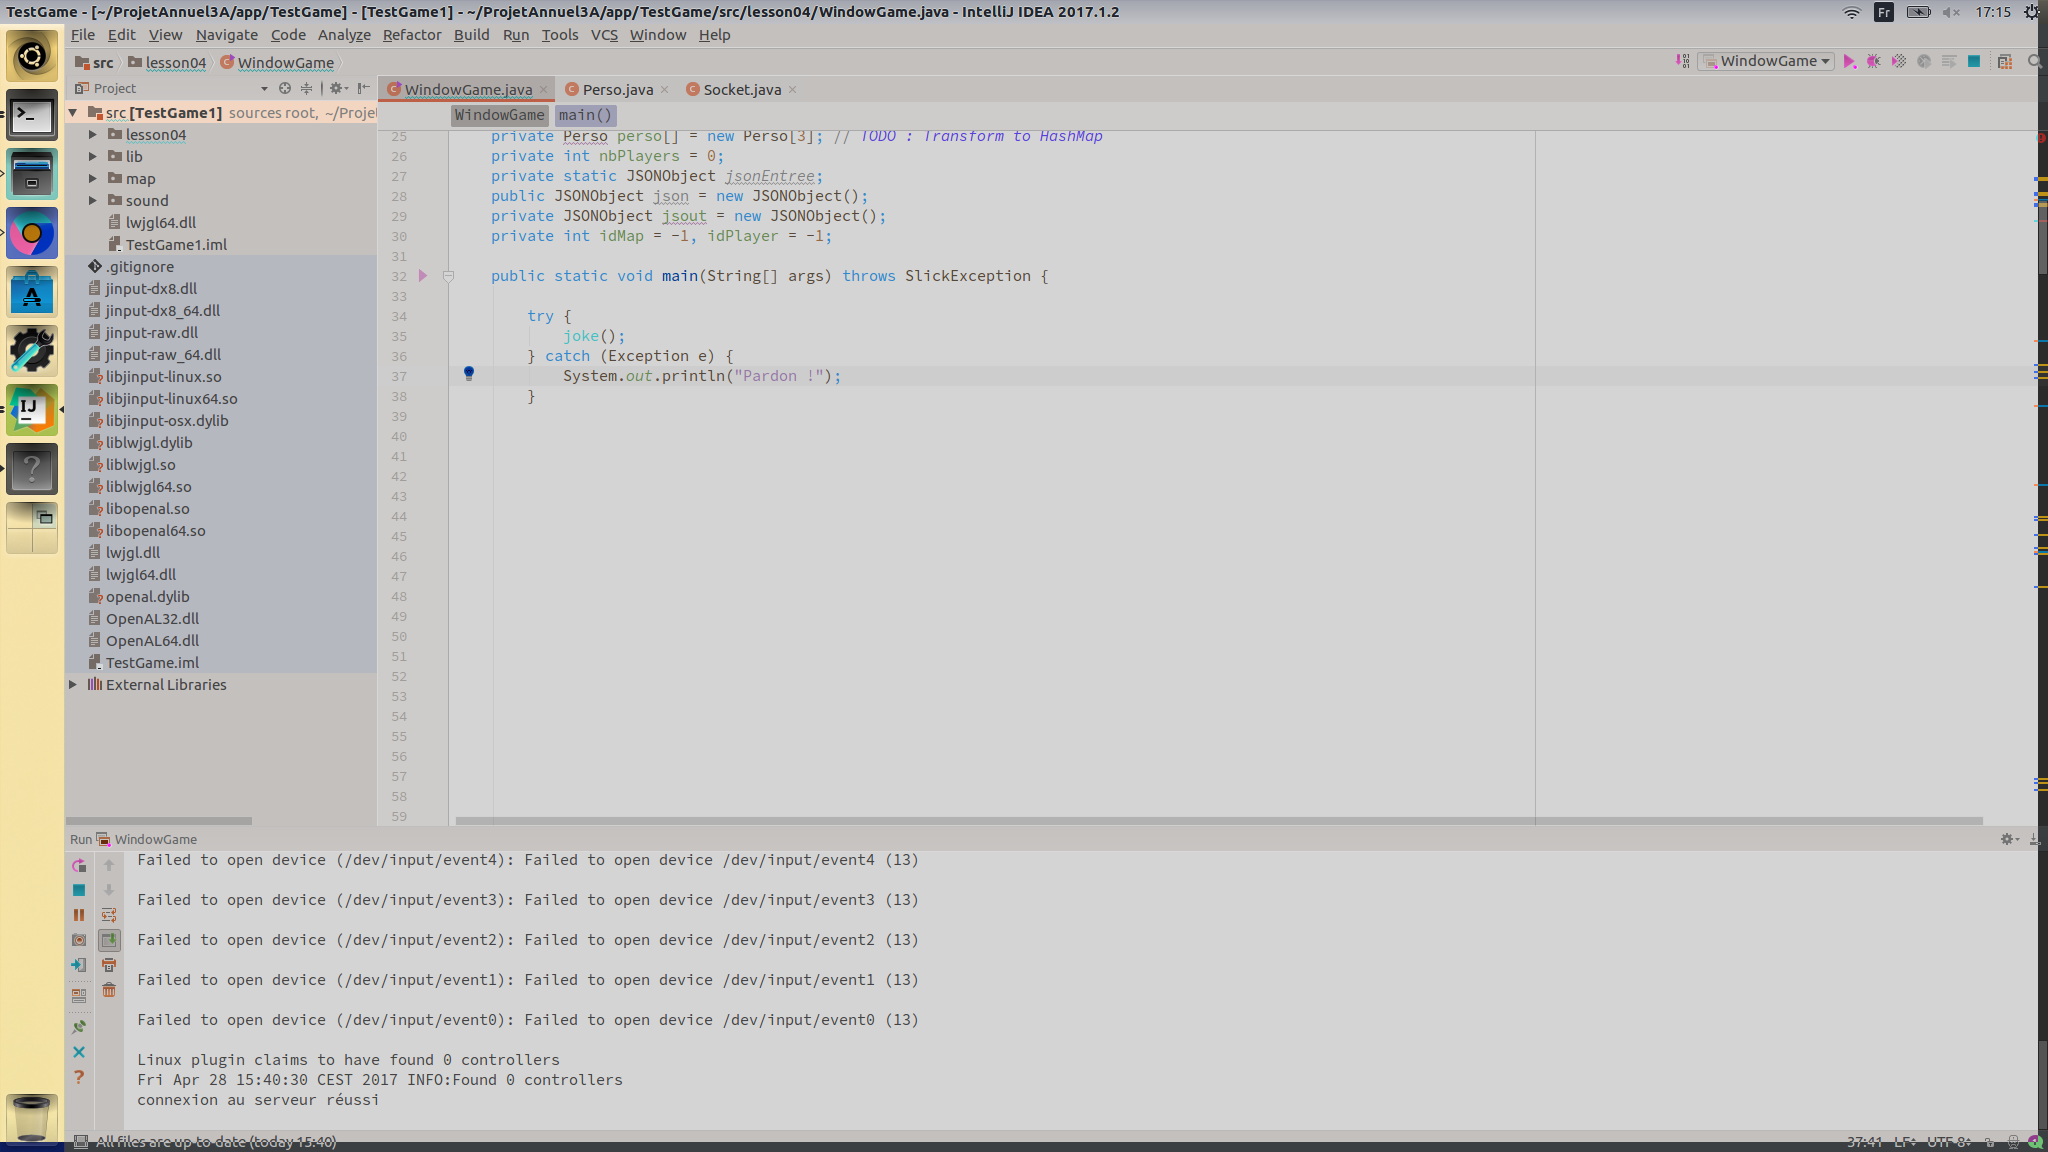 TestGame - [~/ProjetAnnuel3A/app/TestGame] - [TestGame1] - ~/ProjetAnnuel3A/app/TestGame/src/lesson04/WindowGame.java - IntelliJ IDEA 2017.1.2
Fr 17:15
File Edit View Navigate Code Analyze Refactor Build Run Tools VCS Window Help
src lesson04 WindowGame
WindowGame
Project
WindowGame.java Perso.java Socket.java
WindowGame main()
src [TestGame1] sources root, ~/Proje
lesson04
lib
map
sound
lwjgl64.dll
TestGame1.iml
.gitignore
jinput-dx8.dll
jinput-dx8_64.dll
jinput-raw.dll
jinput-raw_64.dll
libjinput-linux.so
libjinput-linux64.so
libjinput-osx.dylib
liblwjgl.dylib
liblwjgl.so
liblwjgl64.so
libopenal.so
libopenal64.so
lwjgl.dll
lwjgl64.dll
openal.dylib
OpenAL32.dll
OpenAL64.dll
TestGame.iml
External Libraries
25 private Perso perso[] = new Perso[3]; // TODO : Transform to HashMap
26 private int nbPlayers = 0;
27 private static JSONObject jsonEntree;
28 public JSONObject json = new JSONObject();
29 private JSONObject jsout = new JSONObject();
30 private int idMap = -1, idPlayer = -1;
31
32 public static void main(String[] args) throws SlickException {
33
34 try {
35 joke();
36 } catch (Exception e) {
37 System.out.println("Pardon !");
38 }
39
40
41
42
43
44
45
46
47
48
49
50
51
52
53
54
55
56
57
58
59
Run WindowGame
Failed to open device (/dev/input/event4): Failed to open device /dev/input/event4 (13)
Failed to open device (/dev/input/event3): Failed to open device /dev/input/event3 (13)
Failed to open device (/dev/input/event2): Failed to open device /dev/input/event2 (13)
Failed to open device (/dev/input/event1): Failed to open device /dev/input/event1 (13)
Failed to open device (/dev/input/event0): Failed to open device /dev/input/event0 (13)
Linux plugin claims to have found 0 controllers
Fri Apr 28 15:40:30 CEST 2017 INFO:Found 0 controllers
connexion au serveur réussi
All files are up-to-date (today 15:40)
37:41 LF UTF-8